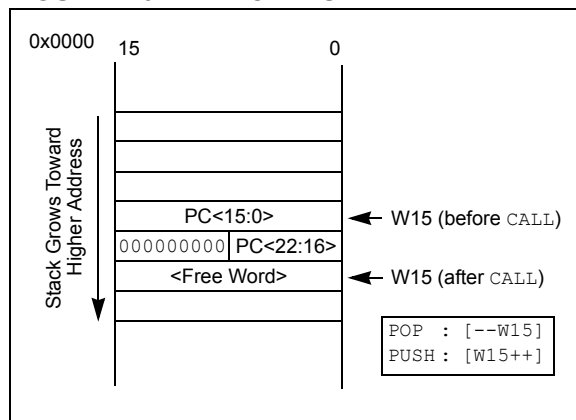 0x0000
15 0
Stack Grows Toward
Higher Address
PC<15:0>
W15 (before CALL)
000000000 PC<22:16>
<Free Word>
W15 (after CALL)
POP : [--W15]
PUSH : [W15++]